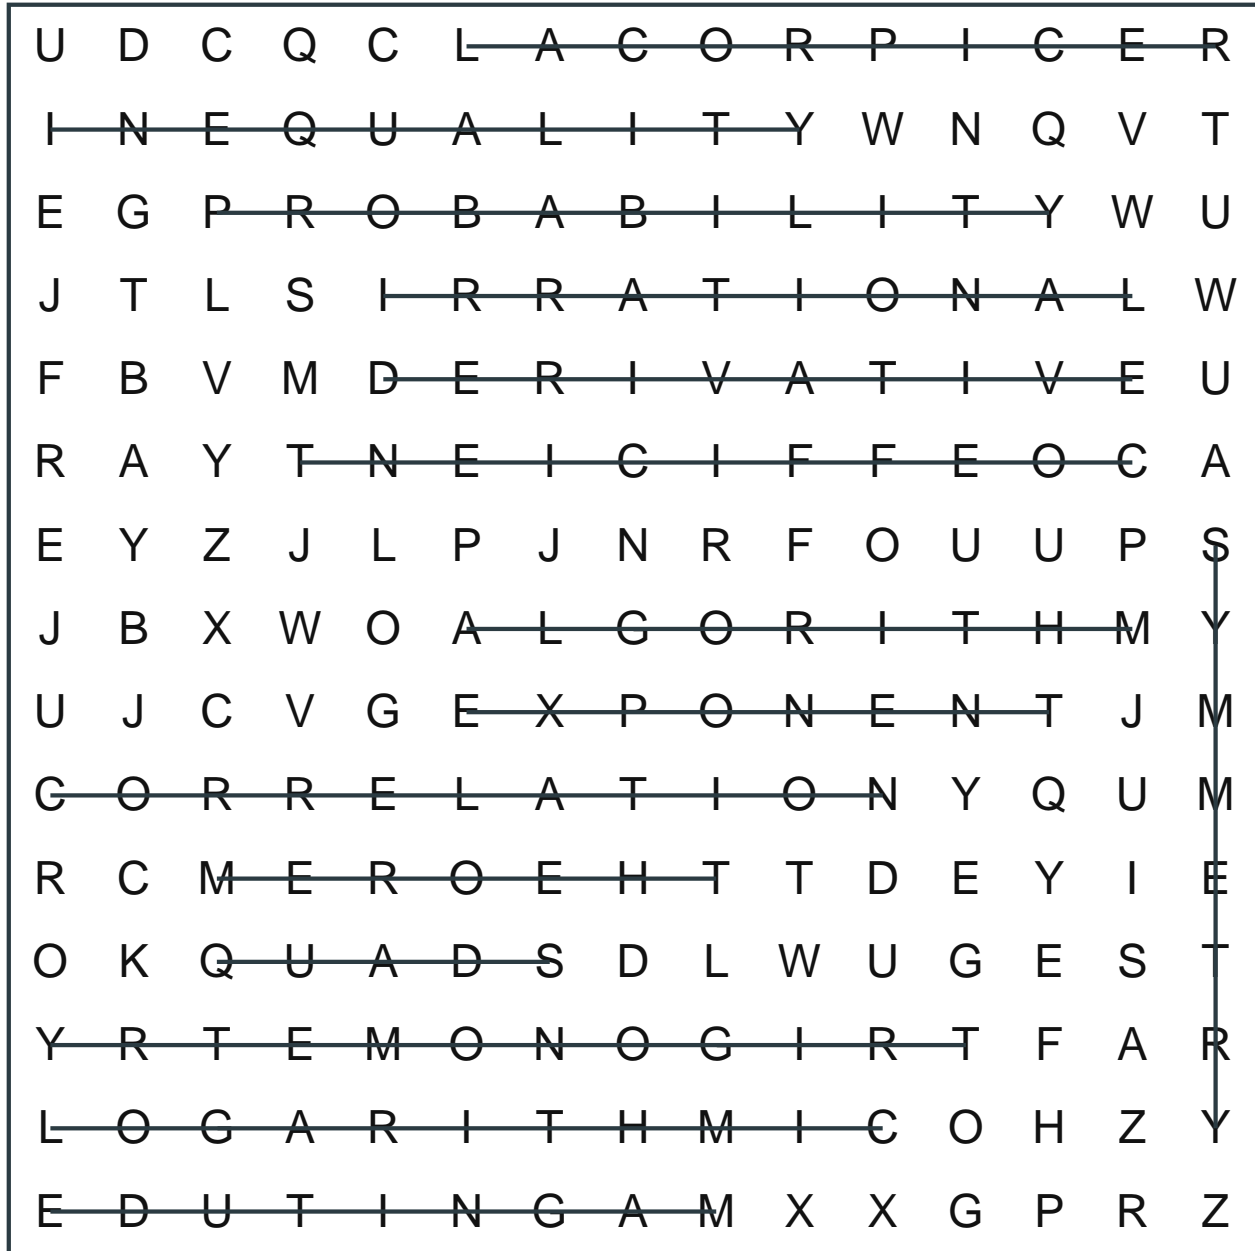 U D C Q C L A C O R P I C E R
I N E Q U A L I T Y W N Q V T
E G P R O B A B I L I T Y W U
J T L S I R R A T I O N A L W
F B V M D E R I V A T I V E U
R A Y T N E I C I F F E O C A
E Y Z J L P J N R F O U U P S
J B X W O A L G O R I T H M Y
U J C V G E X P O N E N T J M
C O R R E L A T I O N Y Q U M
R C M E R O E H T T D E Y I E
O K Q U A D S D L W U G E S T
Y R T E M O N O G I R T F A R
L O G A R I T H M I C O H Z Y
E D U T I N G A M X X G P R Z